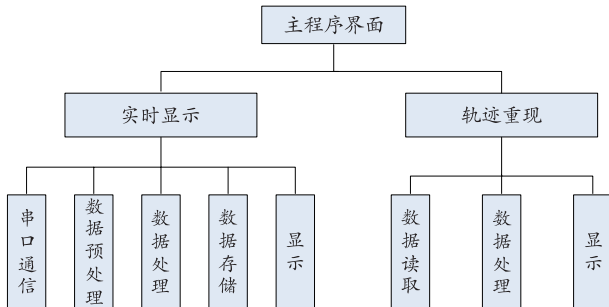 主程序界面
实时显示
轨迹重现
串口通信
数据预处理
数据处理
数据存储
显示
数据读取
数据处理
显示